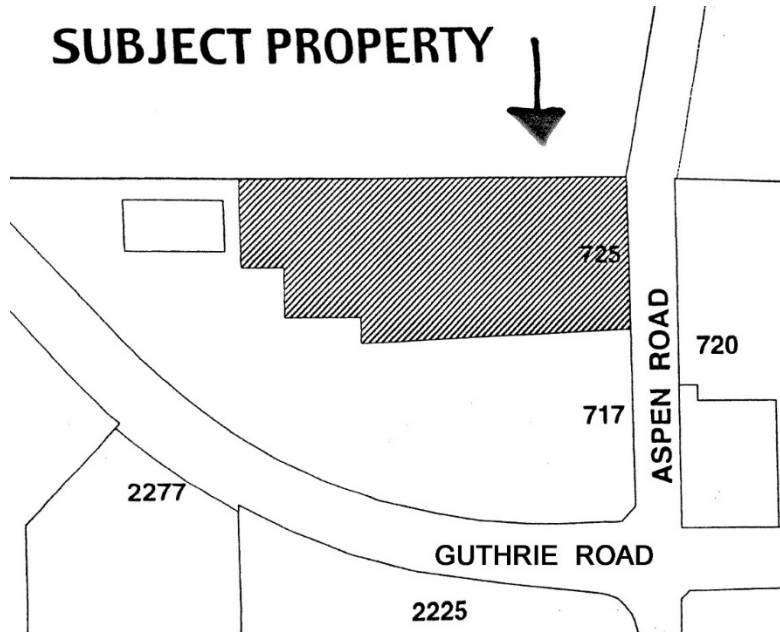 SUBJECT PROPERTY
725
720
ASPEN ROAD
717
2277
GUTHRIE ROAD
2225